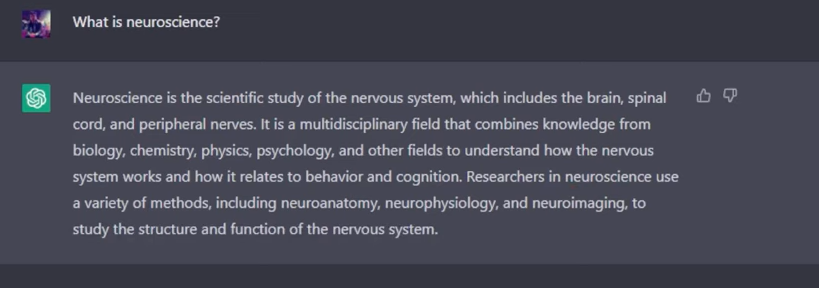 What is neuroscience?
Neuroscience is the scientific study of the nervous system, which includes the brain, spinal
cord, and peripheral nerves. It is a multidisciplinary field that combines knowledge from
biology, chemistry, physics, psychology, and other fields to understand how the nervous
system works and how it relates to behavior and cognition. Researchers in neuroscience use
a variety of methods, including neuroanatomy, neurophysiology, and neuroimaging, to
study the structure and function of the nervous system.